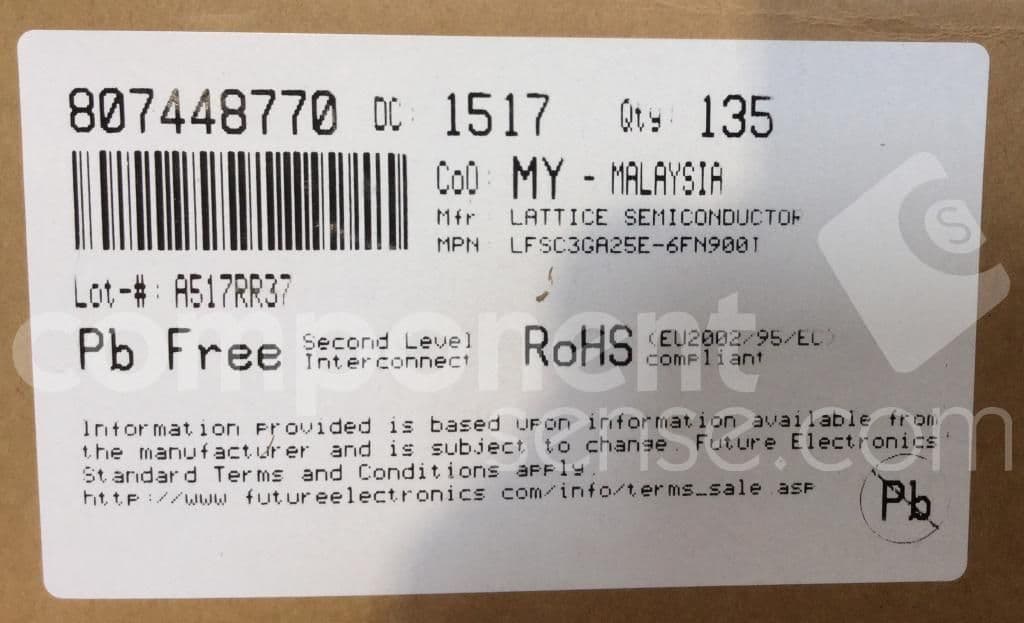 807448770 DC: 1517 Qty: 135
CoO: MY - MALAYSIA
Mfr LATTICE SEMICONDUCTOR
MPN LFSC3GA25E-6FN900I
Lot-#: A517RR37
Pb Free Second Level Interconnect
RoHS (EU2002/95/EC) compliant
Information provided is based upon information available from
the manufacturer and is subject to change. Future Electronics
Standard Terms and Conditions apply.
http://www futureelectronics com/info/terms_sale asp
Pb
component
sense.com